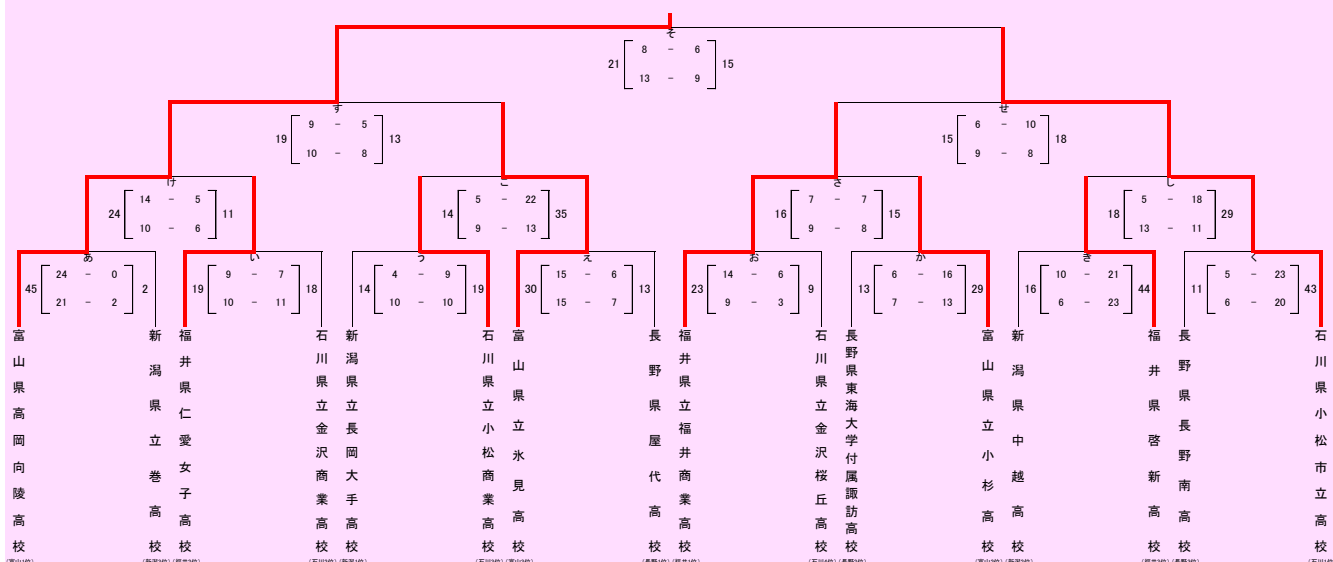 そ
21 8 - 6 15
13 - 9
す
19 9 - 5 13
10 - 8
せ
15 6 - 10 18
9 - 8
け
24 14 - 5 11
10 - 6
こ
14 5 - 22 35
9 - 13
さ
16 7 - 7 15
9 - 8
し
18 5 - 18 29
13 - 11
あ
45 24 - 0 2
21 - 2
い
19 9 - 7 18
10 - 11
う
14 4 - 9 19
10 - 10
え
30 15 - 6 13
15 - 7
お
23 14 - 6 9
9 - 3
か
13 6 - 16 29
7 - 13
き
16 10 - 21 44
6 - 23
く
11 5 - 23 43
6 - 20
富山県高岡向陵高校
新潟県立巻高校
福井県仁愛女子高校
石川県立金沢商業高校
新潟県立長岡大手高校
石川県立小松商業高校
富山県立氷見高校
長野県屋代高校
福井県立福井商業高校
石川県立金沢桜丘高校
長野県東海大学付属諏訪高校
富山県立小杉高校
新潟県中越高校
福井県啓新高校
長野県長野南高校
石川県小松市立高校